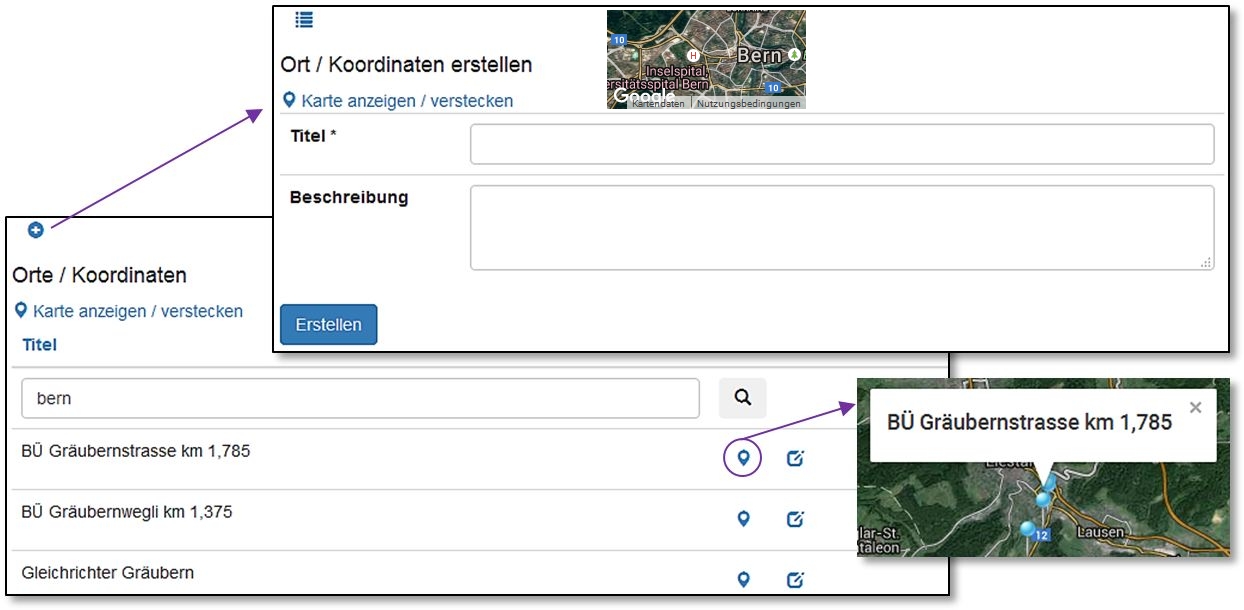 Ort / Koordinaten erstellen
Karte anzeigen / verstecken
10
Bern
H
Inselspital,
ersitätsspital Bern
10
Google
Kartendaten
Nutzungsbedingungen
Titel *
Beschreibung
Erstellen
Orte / Koordinaten
Karte anzeigen / verstecken
Titel
bern
BÜ Gräubernstrasse km 1,785
BÜ Gräubernwegli km 1,375
Gleichrichter Gräubern
BÜ Gräubernstrasse km 1,785
×
12
Lausen
lar-St.
taleon